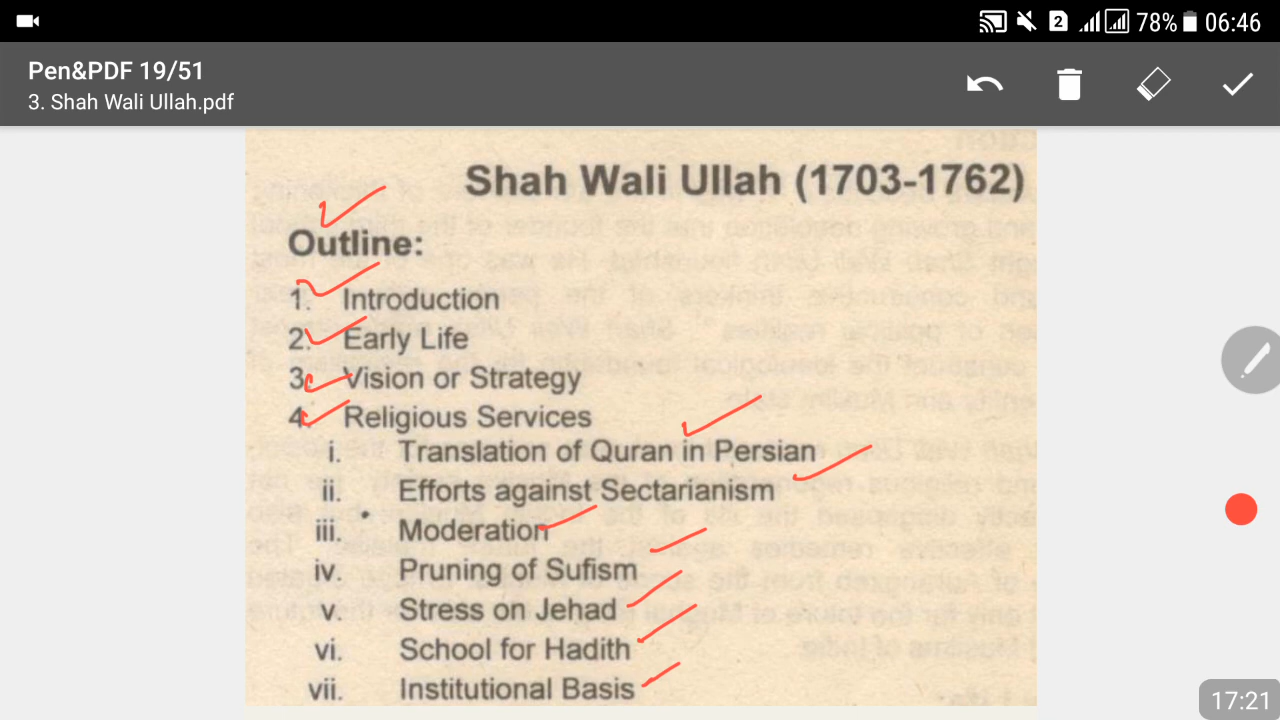 2 78% 06:46
Pen&PDF 19/51
3. Shah Wali Ullah.pdf
Shah Wali Ullah (1703-1762)
Outline:
1. Introduction
2. Early Life
3. Vision or Strategy
4. Religious Services
i. Translation of Quran in Persian
ii. Efforts against Sectarianism
iii. Moderation
iv. Pruning of Sufism
v. Stress on Jehad
vi. School for Hadith
vii. Institutional Basis
17:21